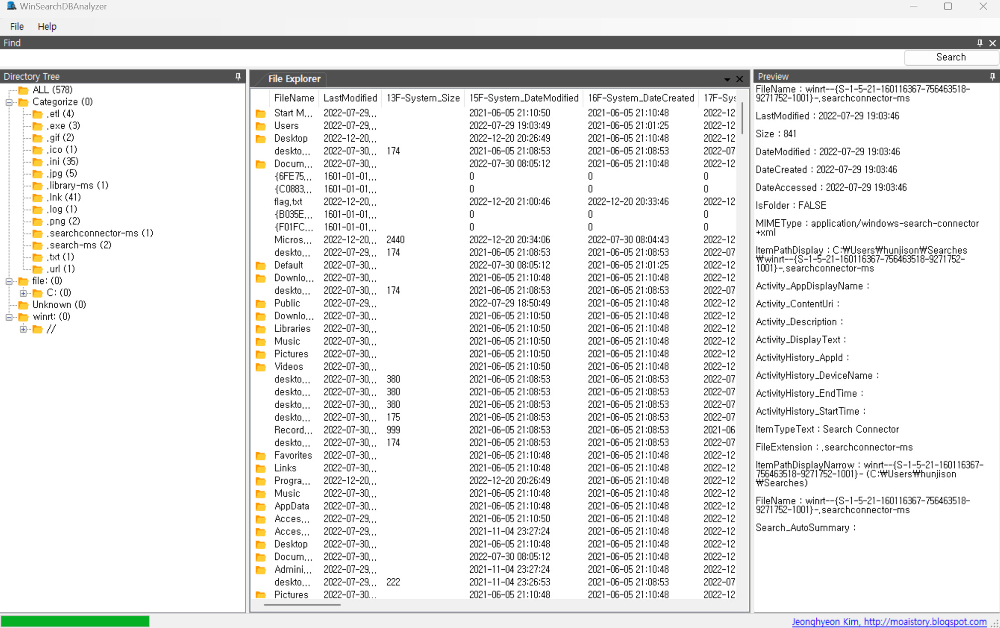 WinSearchDBAnalyzer
File Help
Find
Search
Directory Tree
ALL (578)
Categorize (0)
.etl (4)
.exe (3)
.gif (2)
.ico (1)
.ini (35)
.jpg (5)
.library-ms (1)
.lnk (41)
.log (1)
.png (2)
.searchconnector-ms (1)
.search-ms (2)
.txt (1)
.url (1)
file: (0)
C: (0)
Unknown (0)
winrt: (0)
//
File Explorer
FileName LastModified 13F-System_Size 15F-System_DateModified 16F-System_DateCreated 17F-Sys
Start M... 2022-07-29... 2021-06-05 21:10:50 2021-06-05 21:10:48 2022-12
Users 2022-07-29... 2022-07-29 19:03:49 2021-06-05 21:01:25 2022-12
Desktop 2022-12-20... 2022-12-20 20:26:49 2021-06-05 21:10:48 2022-12
deskto... 2022-07-30... 174 2021-06-05 21:08:53 2021-06-05 21:08:53 2022-07
Docum... 2022-07-30... 2022-07-30 08:05:12 2021-06-05 21:10:48 2022-12
{6FE75... 1601-01-01... 0 0 0
{C0883... 1601-01-01... 0 0 0
flag.txt 2022-12-20... 2022-12-20 21:00:46 2022-12-20 20:33:46 2022-12
{B035E... 1601-01-01... 0 0 0
{F01FC... 1601-01-01... 0 0 0
Micros... 2022-12-20... 2440 2022-12-20 20:34:06 2022-07-30 08:04:43 2022-12
deskto... 2022-07-29... 174 2021-06-05 21:08:53 2021-06-05 21:08:53 2022-07
Default 2022-07-30... 2022-07-30 08:05:12 2021-06-05 21:01:25 2022-12
Downlo... 2022-07-30... 2021-06-05 21:10:48 2021-06-05 21:10:48 2022-12
deskto... 2022-07-30... 174 2021-06-05 21:08:53 2021-06-05 21:08:53 2022-07
Public 2022-07-29... 2022-07-29 18:50:49 2021-06-05 21:10:48 2022-12
Downlo... 2022-07-30... 2021-06-05 21:10:50 2021-06-05 21:10:48 2022-12
Libraries 2022-07-30... 2021-06-05 21:10:50 2021-06-05 21:10:48 2022-12
Music 2022-07-30... 2021-06-05 21:10:50 2021-06-05 21:10:48 2022-12
Pictures 2022-07-30... 2021-06-05 21:10:50 2021-06-05 21:10:48 2022-12
Videos 2022-07-30... 2021-06-05 21:10:50 2021-06-05 21:10:48 2022-12
deskto... 2022-07-30... 380 2021-06-05 21:08:53 2021-06-05 21:08:53 2022-07
deskto... 2022-07-30... 380 2021-06-05 21:08:53 2021-06-05 21:08:53 2022-07
deskto... 2022-07-30... 380 2021-06-05 21:08:53 2021-06-05 21:08:53 2022-07
deskto... 2022-07-30... 175 2021-06-05 21:08:53 2021-06-05 21:08:53 2022-07
Record... 2022-07-30... 999 2021-06-05 21:08:53 2021-06-05 21:08:53 2021-06
deskto... 2022-07-30... 174 2021-06-05 21:08:53 2021-06-05 21:08:53 2022-07
Favorites 2022-07-30... 2021-06-05 21:10:48 2021-06-05 21:10:48 2022-12
Links 2022-07-30... 2021-06-05 21:10:48 2021-06-05 21:10:48 2022-12
Progra... 2022-12-20... 2022-12-20 20:26:49 2021-06-05 21:10:48 2022-12
Music 2022-07-30... 2021-06-05 21:10:48 2021-06-05 21:10:48 2022-12
AppData 2022-07-30... 2021-06-05 21:10:48 2021-06-05 21:10:48 2022-12
Acces... 2022-07-29... 2021-06-05 21:10:50 2021-06-05 21:10:48 2022-12
Acces... 2022-07-29... 2021-11-04 23:27:24 2021-06-05 21:10:48 2022-12
Desktop 2022-07-30... 2021-06-05 21:10:48 2021-06-05 21:10:48 2022-12
Docum... 2022-07-30... 2022-07-30 08:05:12 2021-06-05 21:10:48 2022-12
Admini... 2022-07-29... 2021-11-04 23:27:24 2021-06-05 21:10:48 2022-12
deskto... 2022-07-29... 222 2021-11-04 23:26:53 2021-06-05 21:08:53 2022-07
Pictures 2022-07-30... 2021-06-05 21:10:48 2021-06-05 21:10:48 2022-12
Preview
FileName : winrt--{S-1-5-21-160116367-756463518-
9271752-1001}-.searchconnector-ms
LastModified : 2022-07-29 19:03:46
Size : 841
DateModified : 2022-07-29 19:03:46
DateCreated : 2022-07-29 19:03:46
DateAccessed : 2022-07-29 19:03:46
IsFolder : FALSE
MIMEType : application/windows-search-connector
+xml
ItemPathDisplay : C:₩Users₩hunjison₩Searches
₩winrt--{S-1-5-21-160116367-756463518-9271752-
1001}-.searchconnector-ms
Activity_AppDisplayName :
Activity_ContentUri :
Activity_Description :
Activity_DisplayText :
ActivityHistory_AppId :
ActivityHistory_DeviceName :
ActivityHistory_EndTime :
ActivityHistory_StartTime :
ItemTypeText : Search Connector
FileExtension : .searchconnector-ms
ItemPathDisplayNarrow : winrt--{S-1-5-21-160116367-
756463518-9271752-1001}- (C:₩Users₩hunjison
₩Searches)
FileName : winrt--{S-1-5-21-160116367-756463518-
9271752-1001}-.searchconnector-ms
Search_AutoSummary :
Jeonghyeon Kim, http://moaistory.blogspot.com